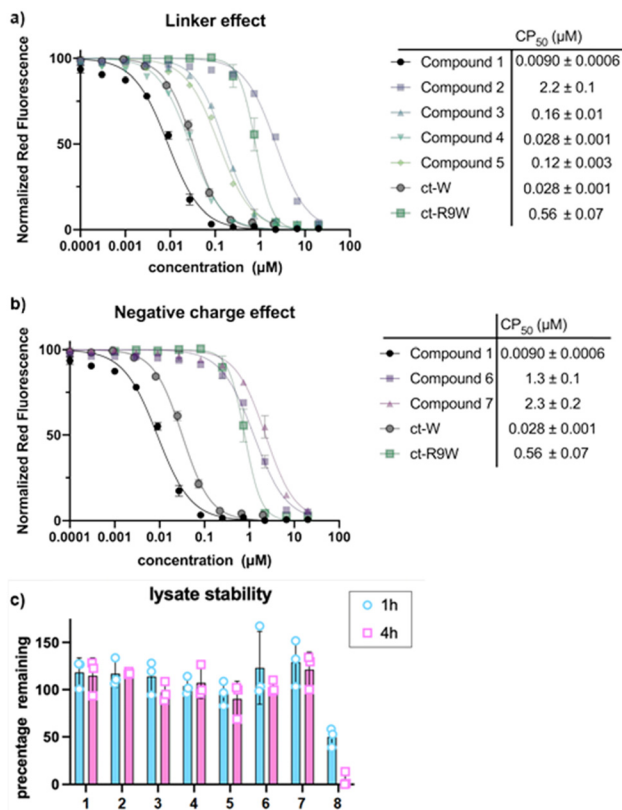 a)
Linker effect
Normalized Red Fluorescence
100
50
0
0.0001 0.001 0.01 0.1 1 10 100
concentration (µM)
CP50 (µM)
Compound 1 0.0090 ± 0.0006
Compound 2 2.2 ± 0.1
Compound 3 0.16 ± 0.01
Compound 4 0.028 ± 0.001
Compound 5 0.12 ± 0.003
ct-W 0.028 ± 0.001
ct-R9W 0.56 ± 0.07
b)
Negative charge effect
Normalized Red Fluorescence
100
50
0
0.0001 0.001 0.01 0.1 1 10 100
concentration (µM)
CP50 (µM)
Compound 1 0.0090 ± 0.0006
Compound 6 1.3 ± 0.1
Compound 7 2.3 ± 0.2
ct-W 0.028 ± 0.001
ct-R9W 0.56 ± 0.07
c)
lysate stability
1h
4h
precentage remaining
150
100
50
0
1 2 3 4 5 6 7 8